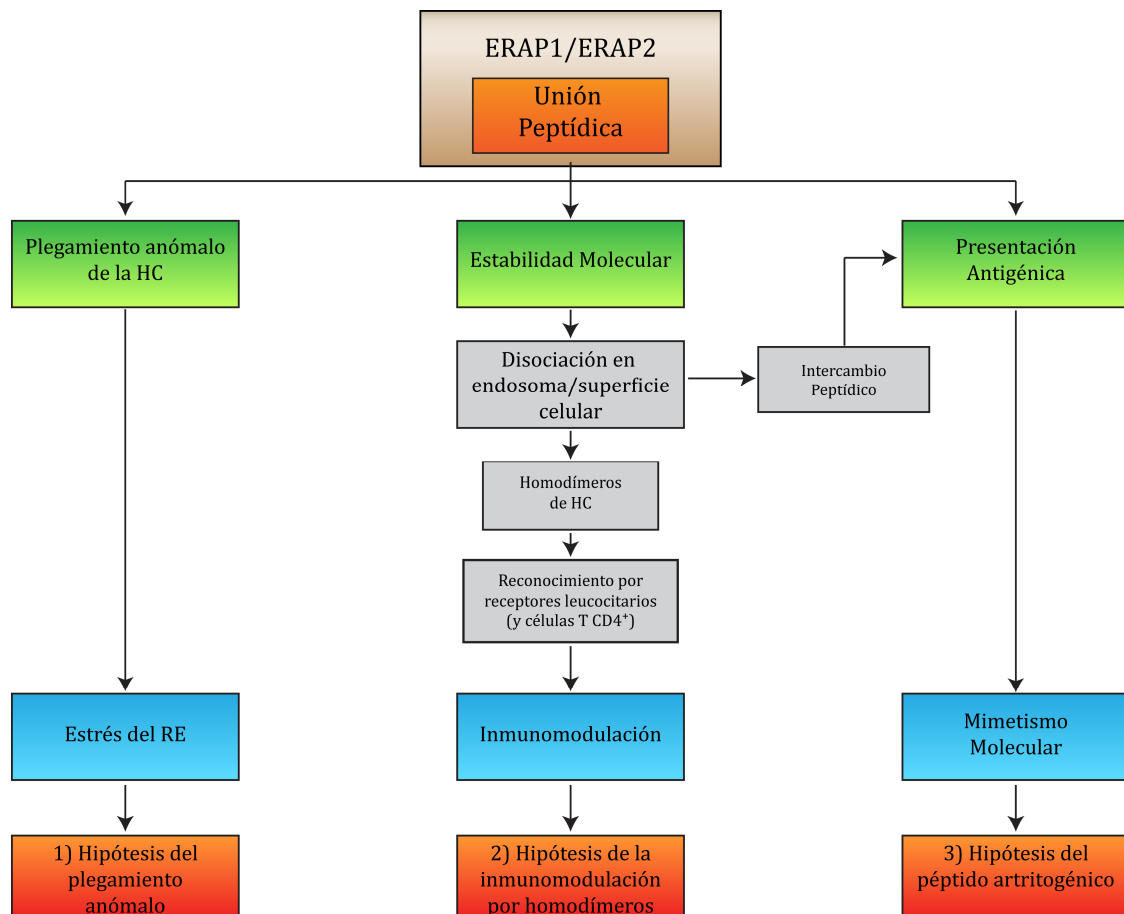 ERAP1/ERAP2
Unión
Peptídica
Plegamiento anómalo
de la HC
Estabilidad Molecular
Presentación
Antigénica
Disociación en
endosoma/superficie
celular
Intercambio
Peptídico
Homodímeros
de HC
Reconocimiento por
receptores leucocitarios
(y células T CD4⁺)
Estrés del RE
Inmunomodulación
Mimetismo
Molecular
1) Hipótesis del
plegamiento
anómalo
2) Hipótesis de la
inmunomodulación
por homodímeros
3) Hipótesis del
péptido artritogénico